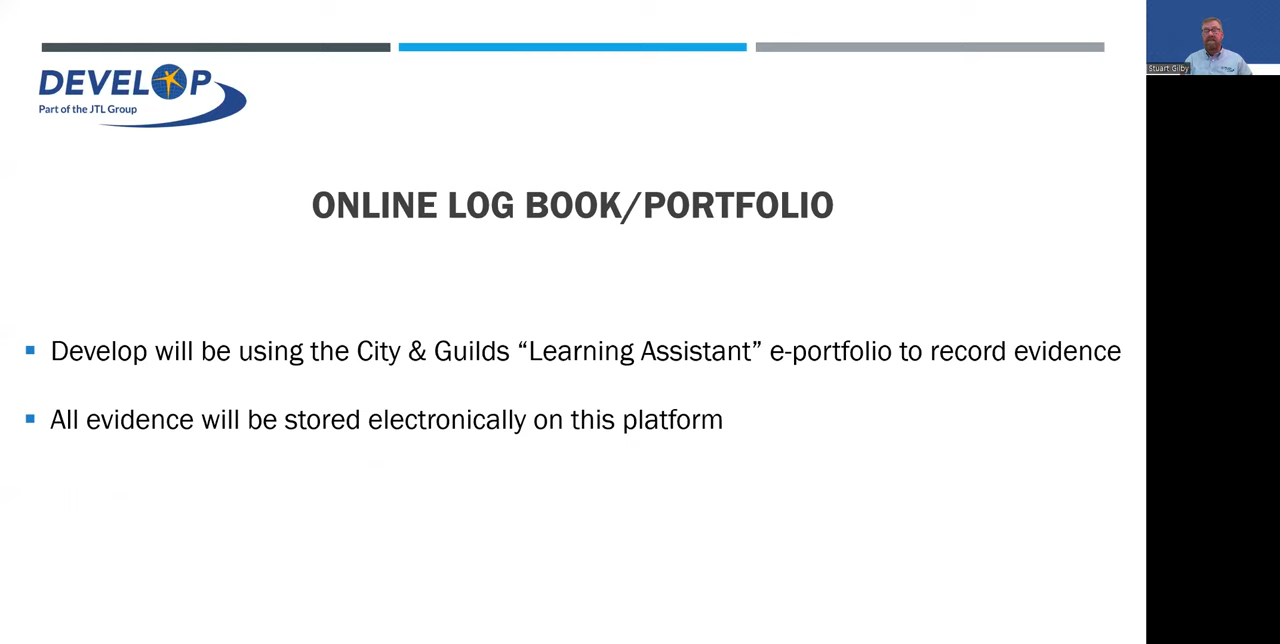 DEVELOP
Part of the JTL Group
Stuart Gilby
ONLINE LOG BOOK/PORTFOLIO
Develop will be using the City & Guilds “Learning Assistant” e-portfolio to record evidence
All evidence will be stored electronically on this platform